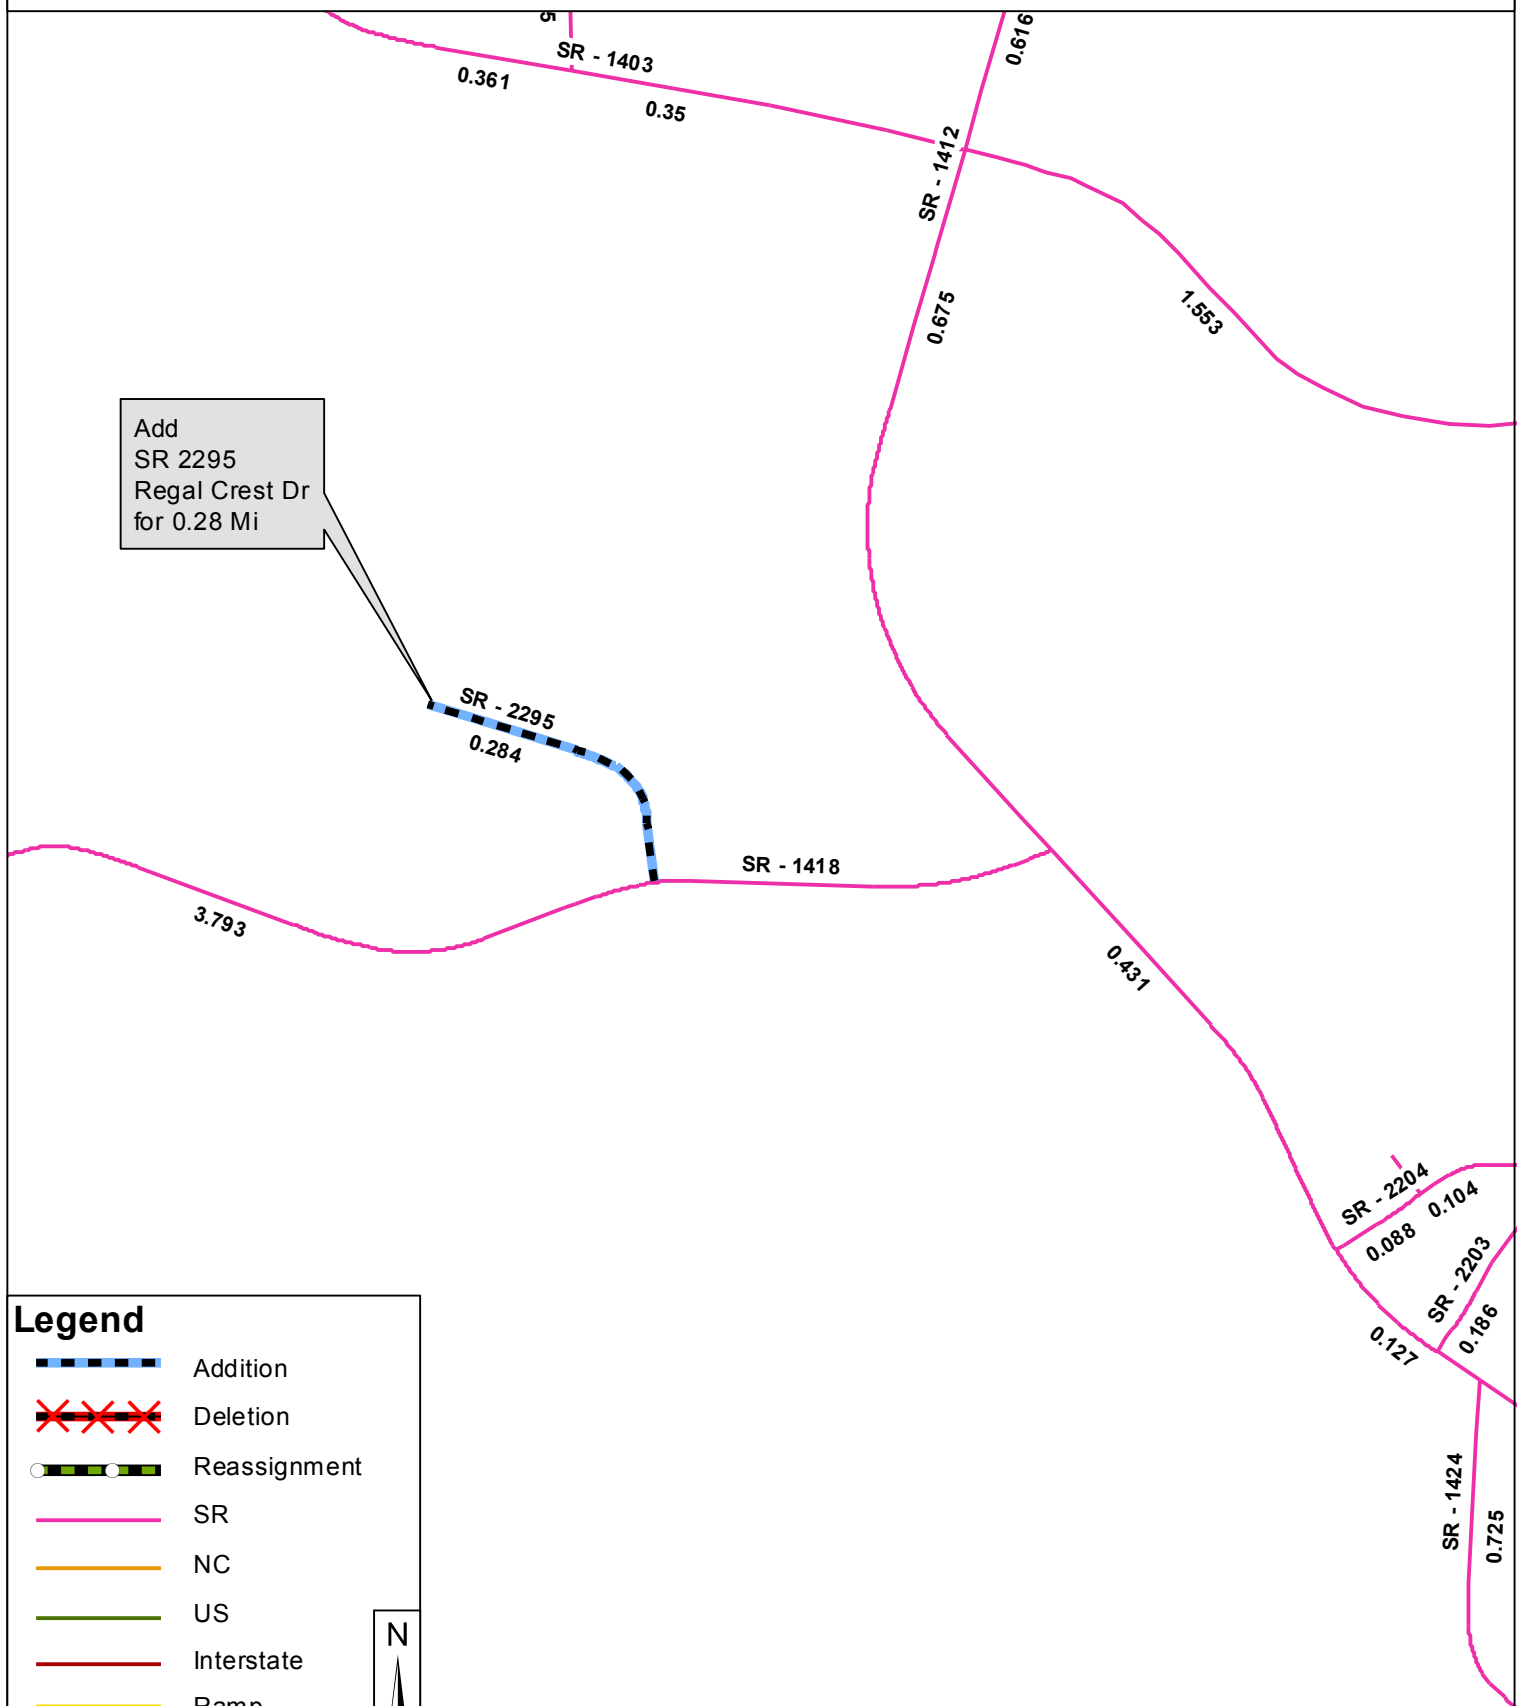 5
SR - 1403
0.361
0.35
0.616
SR - 1412
0.675
1.553
Add
SR 2295
Regal Crest Dr
for 0.28 Mi
SR - 2295
0.284
SR - 1418
3.793
0.431
SR - 2204
0.104
0.088
SR - 2203
0.186
0.127
SR - 1424
0.725
Legend
Addition
Deletion
Reassignment
SR
NC
US
Interstate
Ramp
N